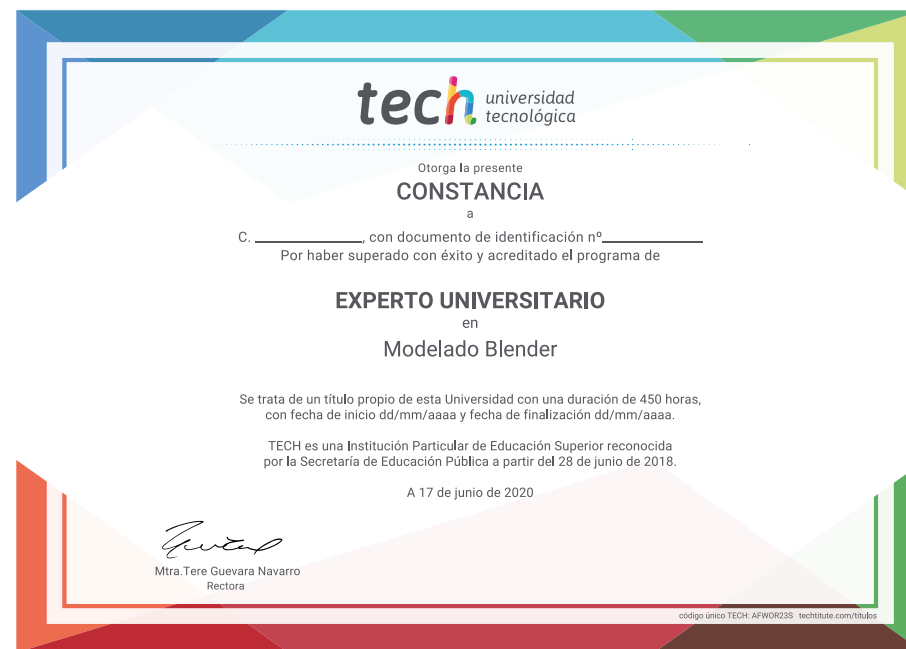 tech universidad
tecnológica
Otorga la presente
CONSTANCIA
a
C. ________________, con documento de identificación nº_______________
Por haber superado con éxito y acreditado el programa de
EXPERTO UNIVERSITARIO
en
Modelado Blender
Se trata de un título propio de esta Universidad con una duración de 450 horas,
con fecha de inicio dd/mm/aaaa y fecha de finalización dd/mm/aaaa.
TECH es una Institución Particular de Educación Superior reconocida
por la Secretaría de Educación Pública a partir del 28 de junio de 2018.
A 17 de junio de 2020
Mtra.Tere Guevara Navarro
Rectora
código único TECH: AFWOR23S techtitute.com/titulos